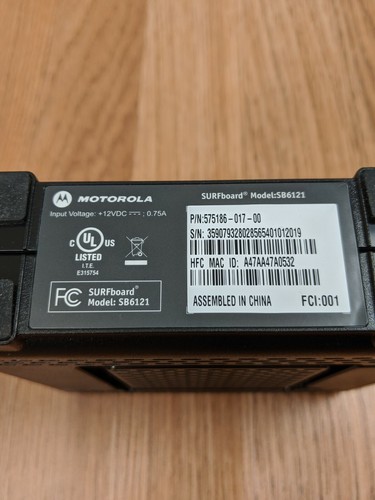 MOTOROLA
Input Voltage: +12VDC ⎓; 0.75A
C UL US
LISTED
I.T.E.
E315754
FC SURFboard® Model: SB6121
SURFboard® Model:SB6121
P/N:575186-017-00
S/N: 359079328028565401012019
HFC MAC ID: A47AA47A0532
ASSEMBLED IN CHINA FCI:001